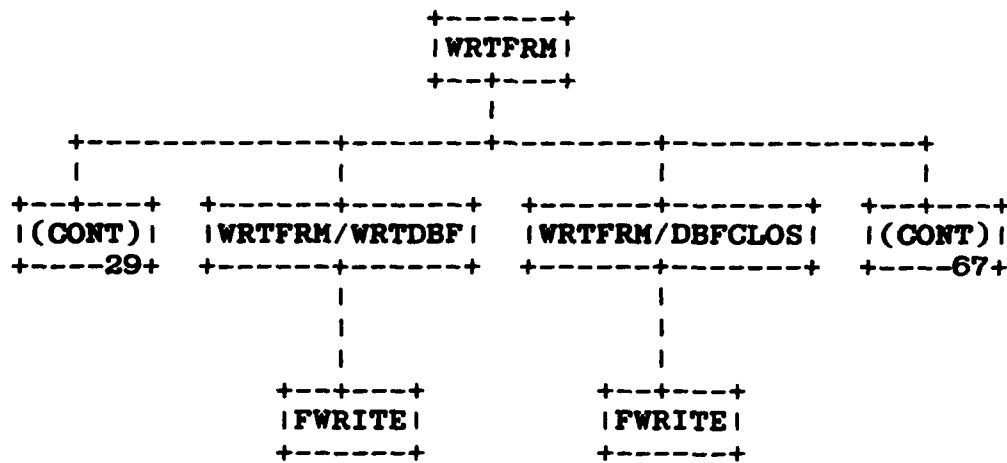 WRTFRM
(CONT) WRTFRM/WRTDBF WRTFRM/DBFCLOS (CONT)
29 67
FWRITE FWRITE